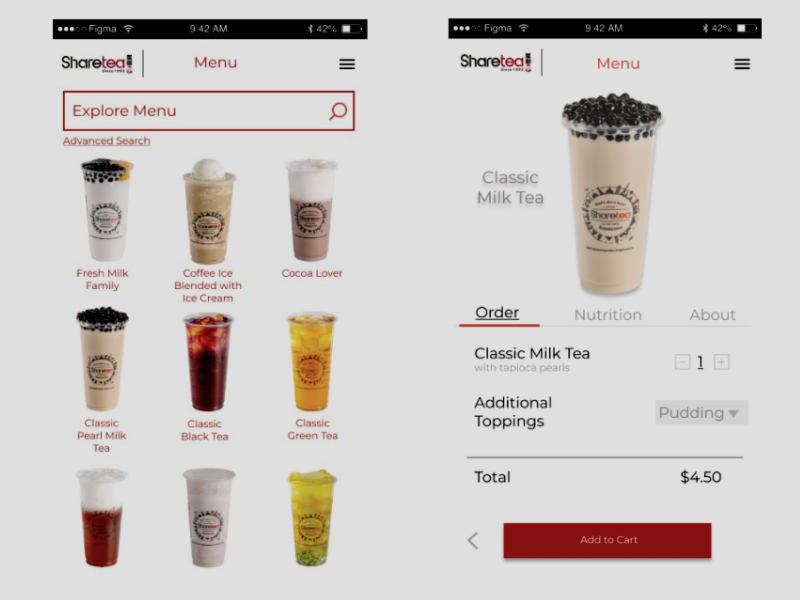 Figma 9:42 AM 42%
Sharetea
Since 1992
Menu
Explore Menu
Advanced Search
Fresh Milk
Family
Coffee Ice
Blended with
Ice Cream
Cocoa Lover
Classic
Pearl Milk
Tea
Classic
Black Tea
Classic
Green Tea
Figma 9:42 AM 42%
Sharetea
Since 1992
Menu
Classic
Milk Tea
Sharetea
Order Nutrition About
Classic Milk Tea
with tapioca pearls
− 1 +
Additional
Toppings
Pudding
Total $4.50
Add to Cart